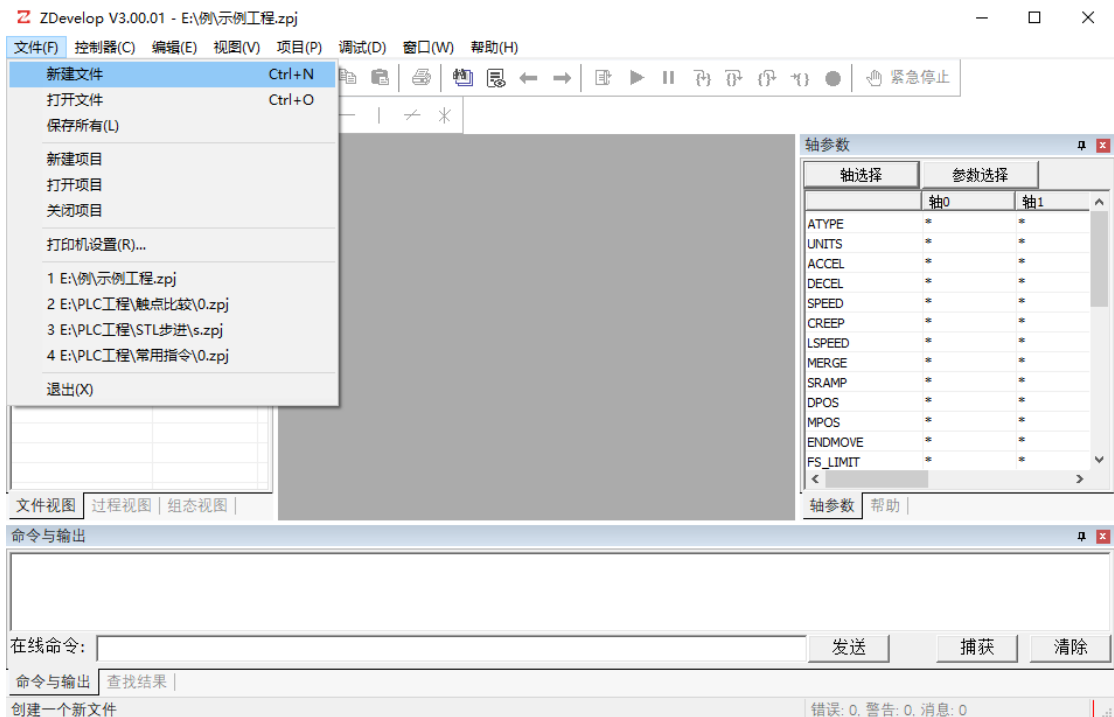 ZDevelop V3.00.01 - E:\例\示例工程.zpj
文件(F) 控制器(C) 编辑(E) 视图(V) 项目(P) 调试(D) 窗口(W) 帮助(H)
新建文件 Ctrl+N
紧急停止
打开文件 Ctrl+O
保存所有(L)
新建项目
打开项目
关闭项目
打印机设置(R)...
1 E:\例\示例工程.zpj
2 E:\PLC工程\触点比较\0.zpj
3 E:\PLC工程\STL步进\s.zpj
4 E:\PLC工程\常用指令\0.zpj
退出(X)
文件视图 过程视图 组态视图
轴参数
轴选择 参数选择
轴0 轴1
ATYPE * *
UNITS * *
ACCEL * *
DECEL * *
SPEED * *
CREEP * *
LSPEED * *
MERGE * *
SRAMP * *
DPOS * *
MPOS * *
ENDMOVE * *
FS_LIMIT * *
轴参数 帮助
命令与输出
在线命令: 发送 捕获 清除
命令与输出 查找结果
创建一个新文件 错误: 0, 警告: 0, 消息: 0